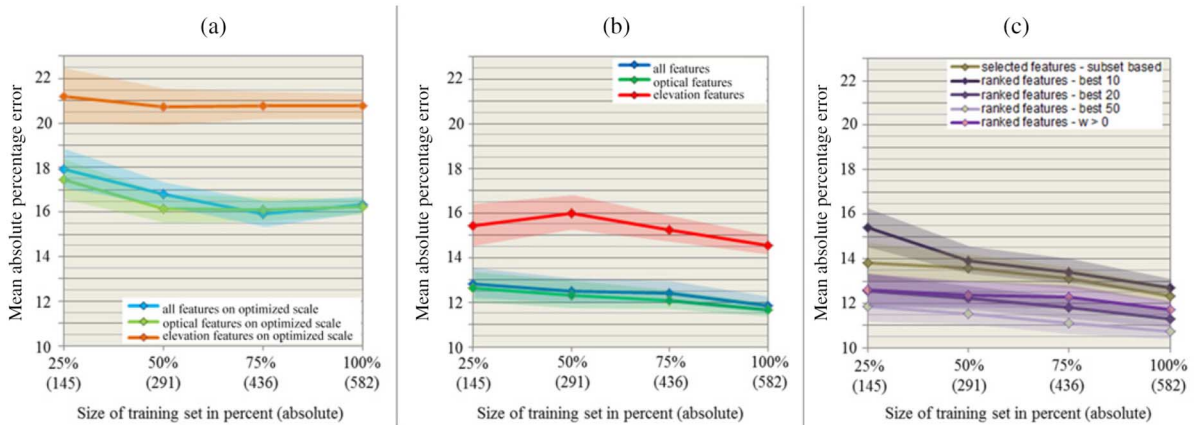 (a)
Mean absolute percentage error
22
20
18
16
14
12
10
all features on optimized scale
optical features on optimized scale
elevation features on optimized scale
25% 50% 75% 100%
(145) (291) (436) (582)
Size of training set in percent (absolute)
(b)
Mean absolute percentage error
22
20
18
16
14
12
10
all features
optical features
elevation features
25% 50% 75% 100%
(145) (291) (436) (582)
Size of training set in percent (absolute)
(c)
Mean absolute percentage error
22
20
18
16
14
12
10
selected features - subset based
ranked features - best 10
ranked features - best 20
ranked features - best 50
ranked features - w > 0
25% 50% 75% 100%
(145) (291) (436) (582)
Size of training set in percent (absolute)